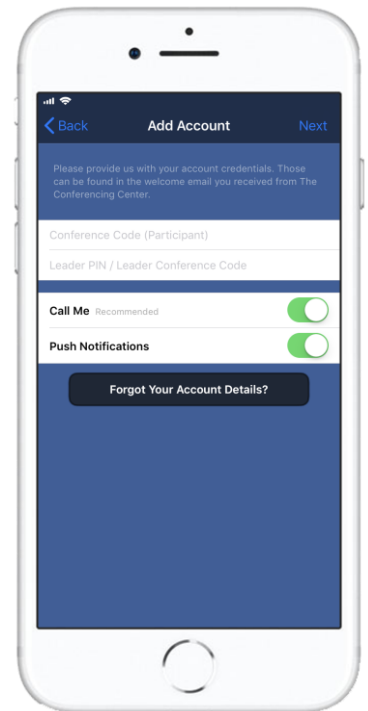 Back
Add Account
Next
Please provide us with your account credentials. Those
can be found in the welcome email you received from The
Conferencing Center.
Conference Code (Participant)
Leader PIN / Leader Conference Code
Call Me Recommended
Push Notifications
Forgot Your Account Details?